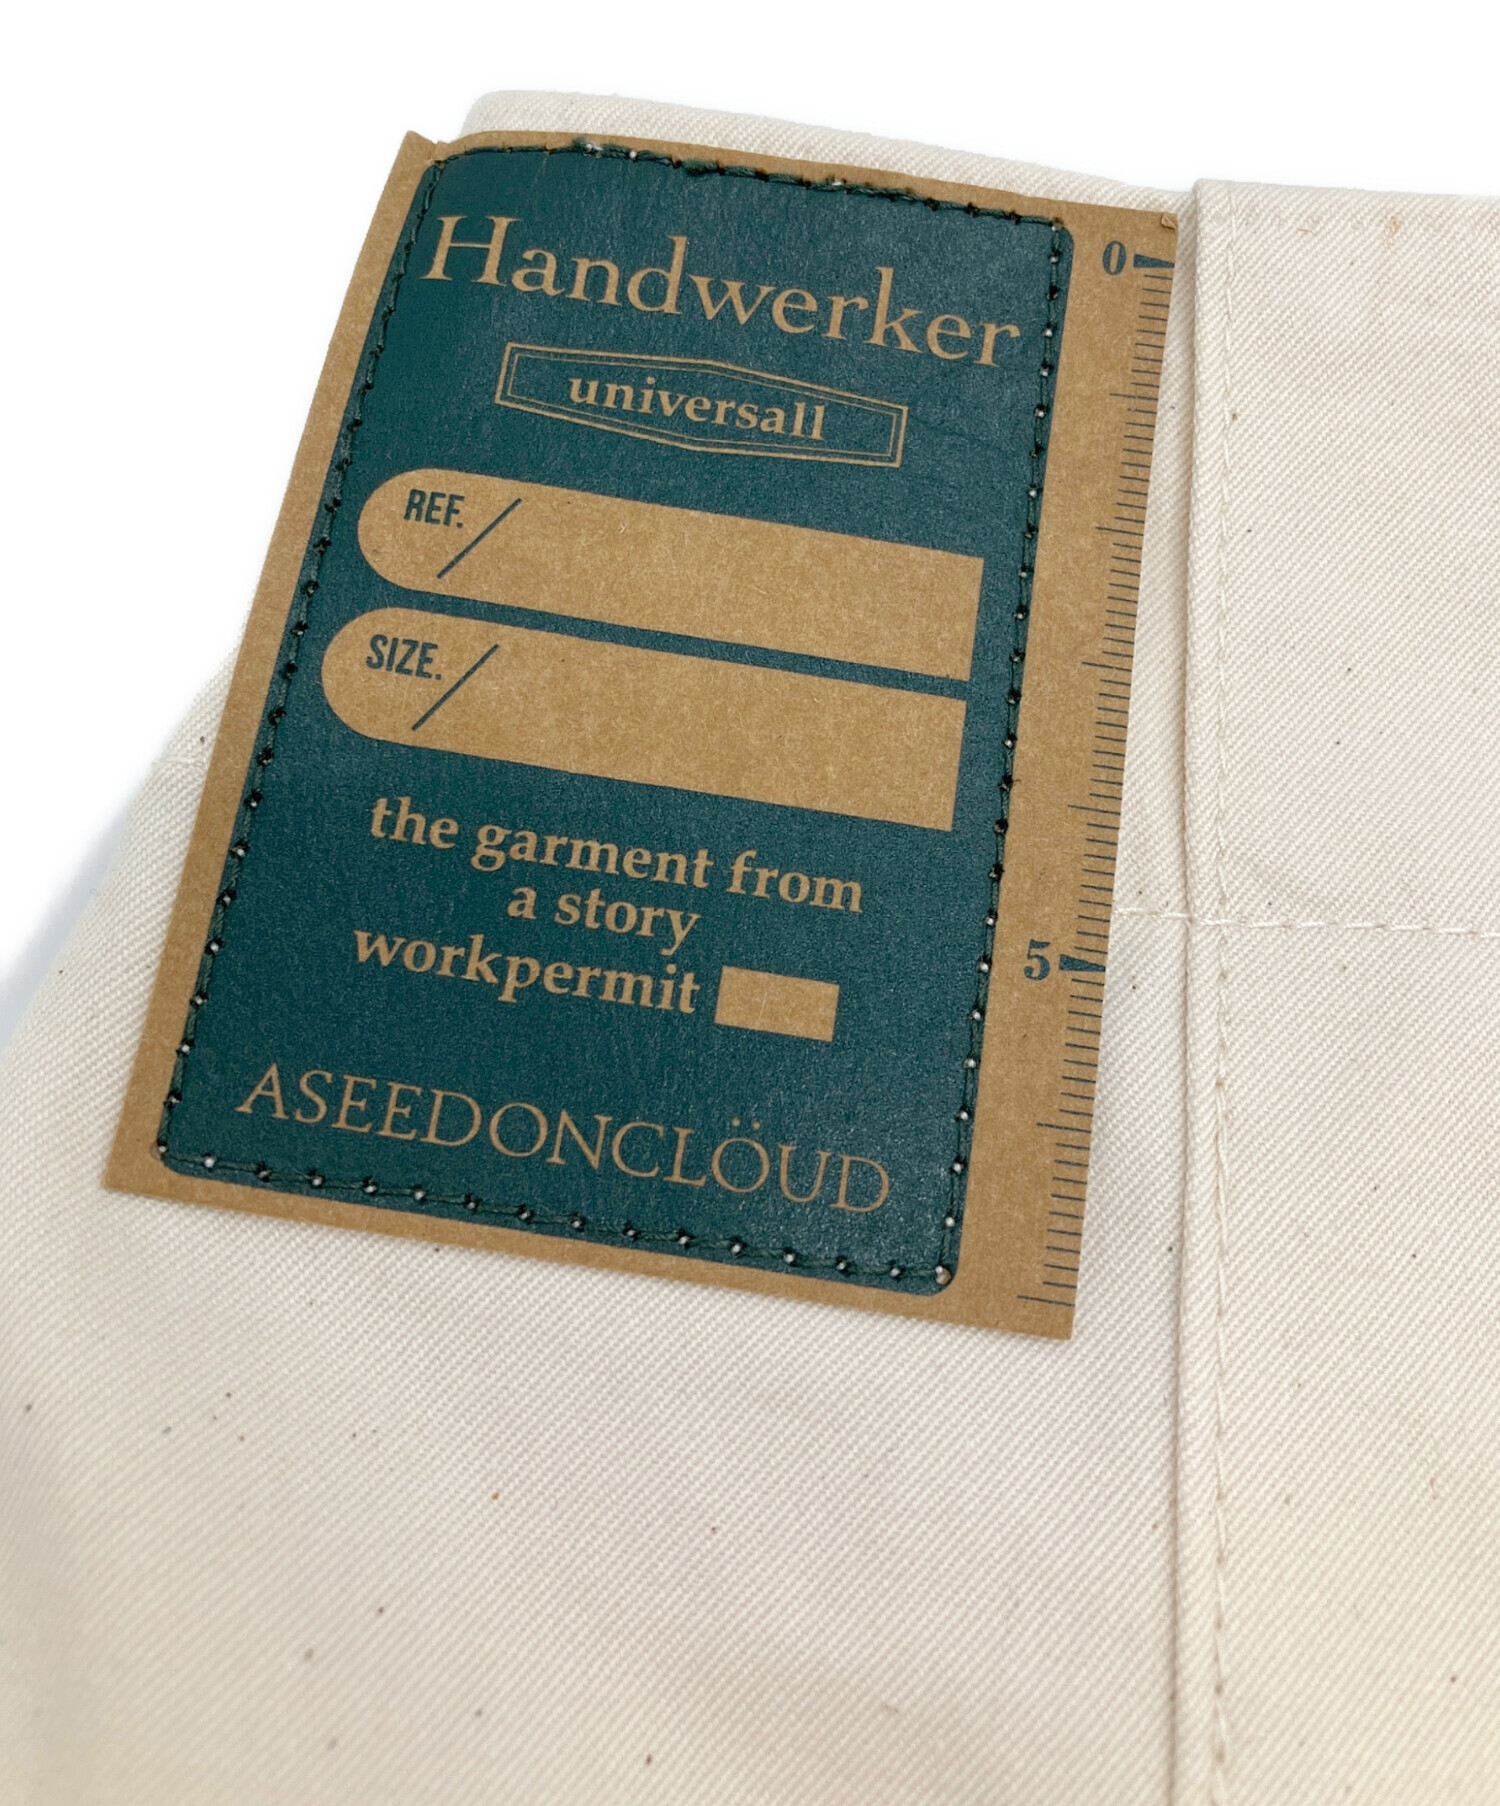 Handwerker
universall
REF. /
SIZE. /
the garment from
a story
workpermit
ASEEDONCLÖUD
0
5